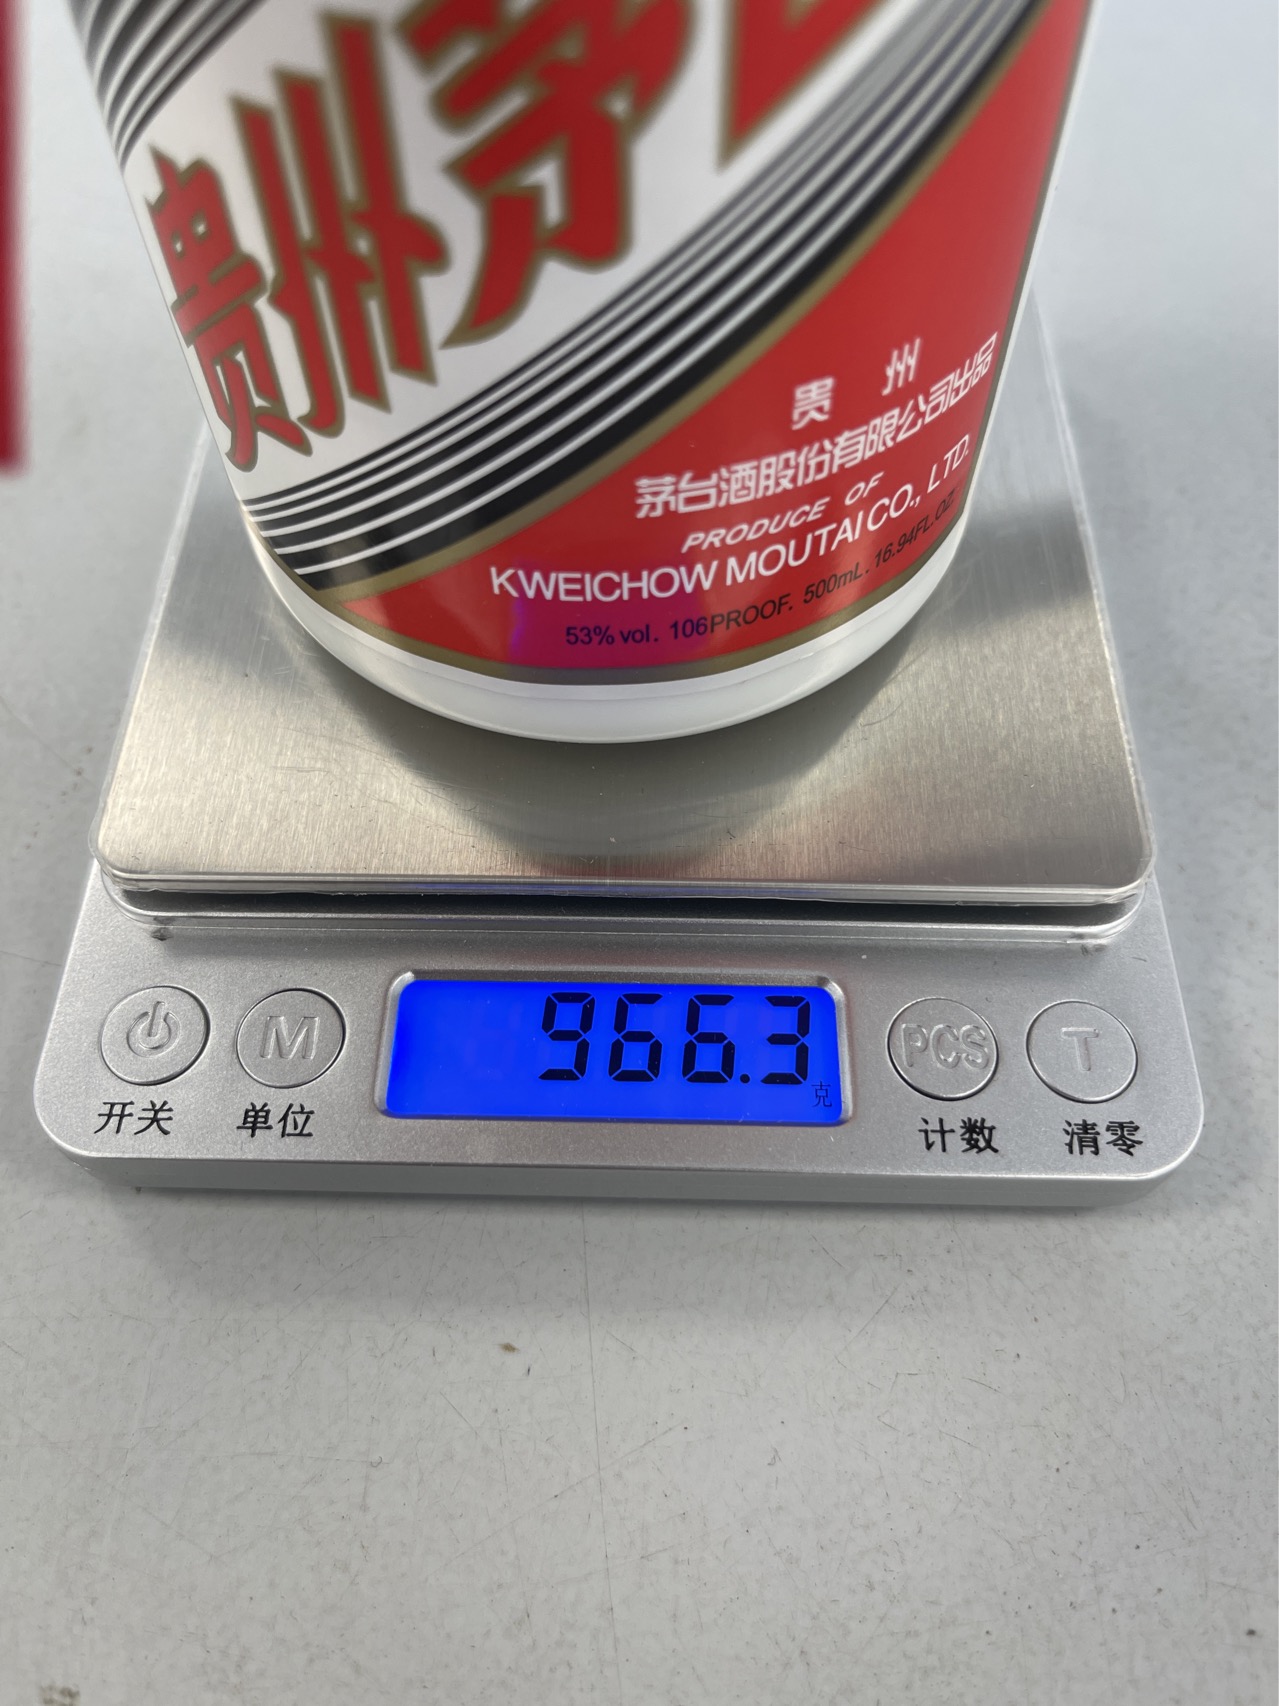 贵州茅
贵 州
茅台酒股份有限公司出品
PRODUCE OF
KWEICHOW MOUTAI CO., LTD.
53% vol. 106PROOF. 500mL. 16.94FL.OZ
966.3
克
M
PCS
T
开关
单位
计数
清零